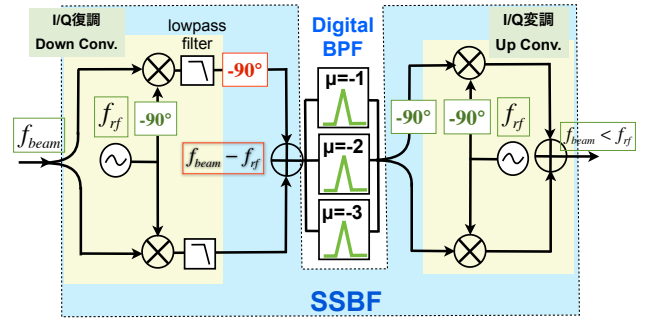 I/Q復調
Down Conv.
lowpass
filter
-90°
f_rf
-90°
f_beam
f_beam − f_rf
Digital
BPF
μ=-1
μ=-2
μ=-3
I/Q変調
Up Conv.
-90°
-90°
f_rf
f_beam < f_rf
SSBF